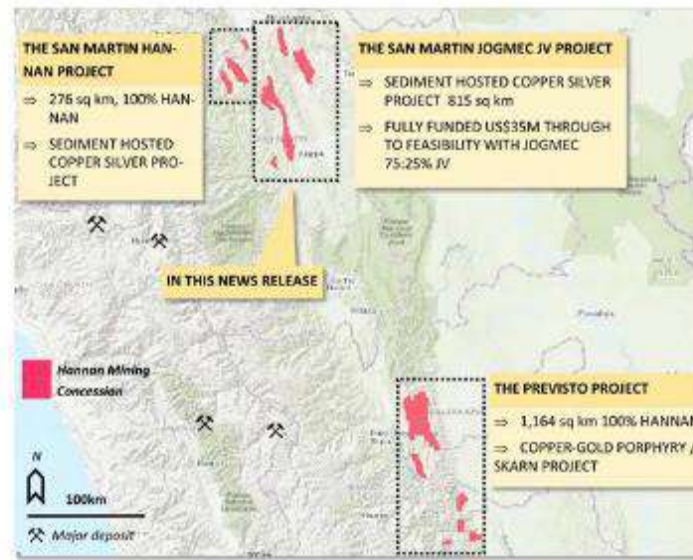 THE SAN MARTIN HAN-
NAN PROJECT
⇒ 276 sq km, 100% HAN-
NAN
⇒ SEDIMENT HOSTED
COPPER SILVER PRO-
JECT
THE SAN MARTIN JOGMEC JV PROJECT
⇒ SEDIMENT HOSTED COPPER SILVER
PROJECT 815 sq km
⇒ FULLY FUNDED US$35M THROUGH
TO FEASIBILITY WITH JOGMEC
75:25% JV
IN THIS NEWS RELEASE
Hannan Mining
Concession
THE PREVISTO PROJECT
⇒ 1,164 sq km 100% HANNAN
⇒ COPPER-GOLD PORPHYRY /
SKARN PROJECT
N
100km
Major deposit